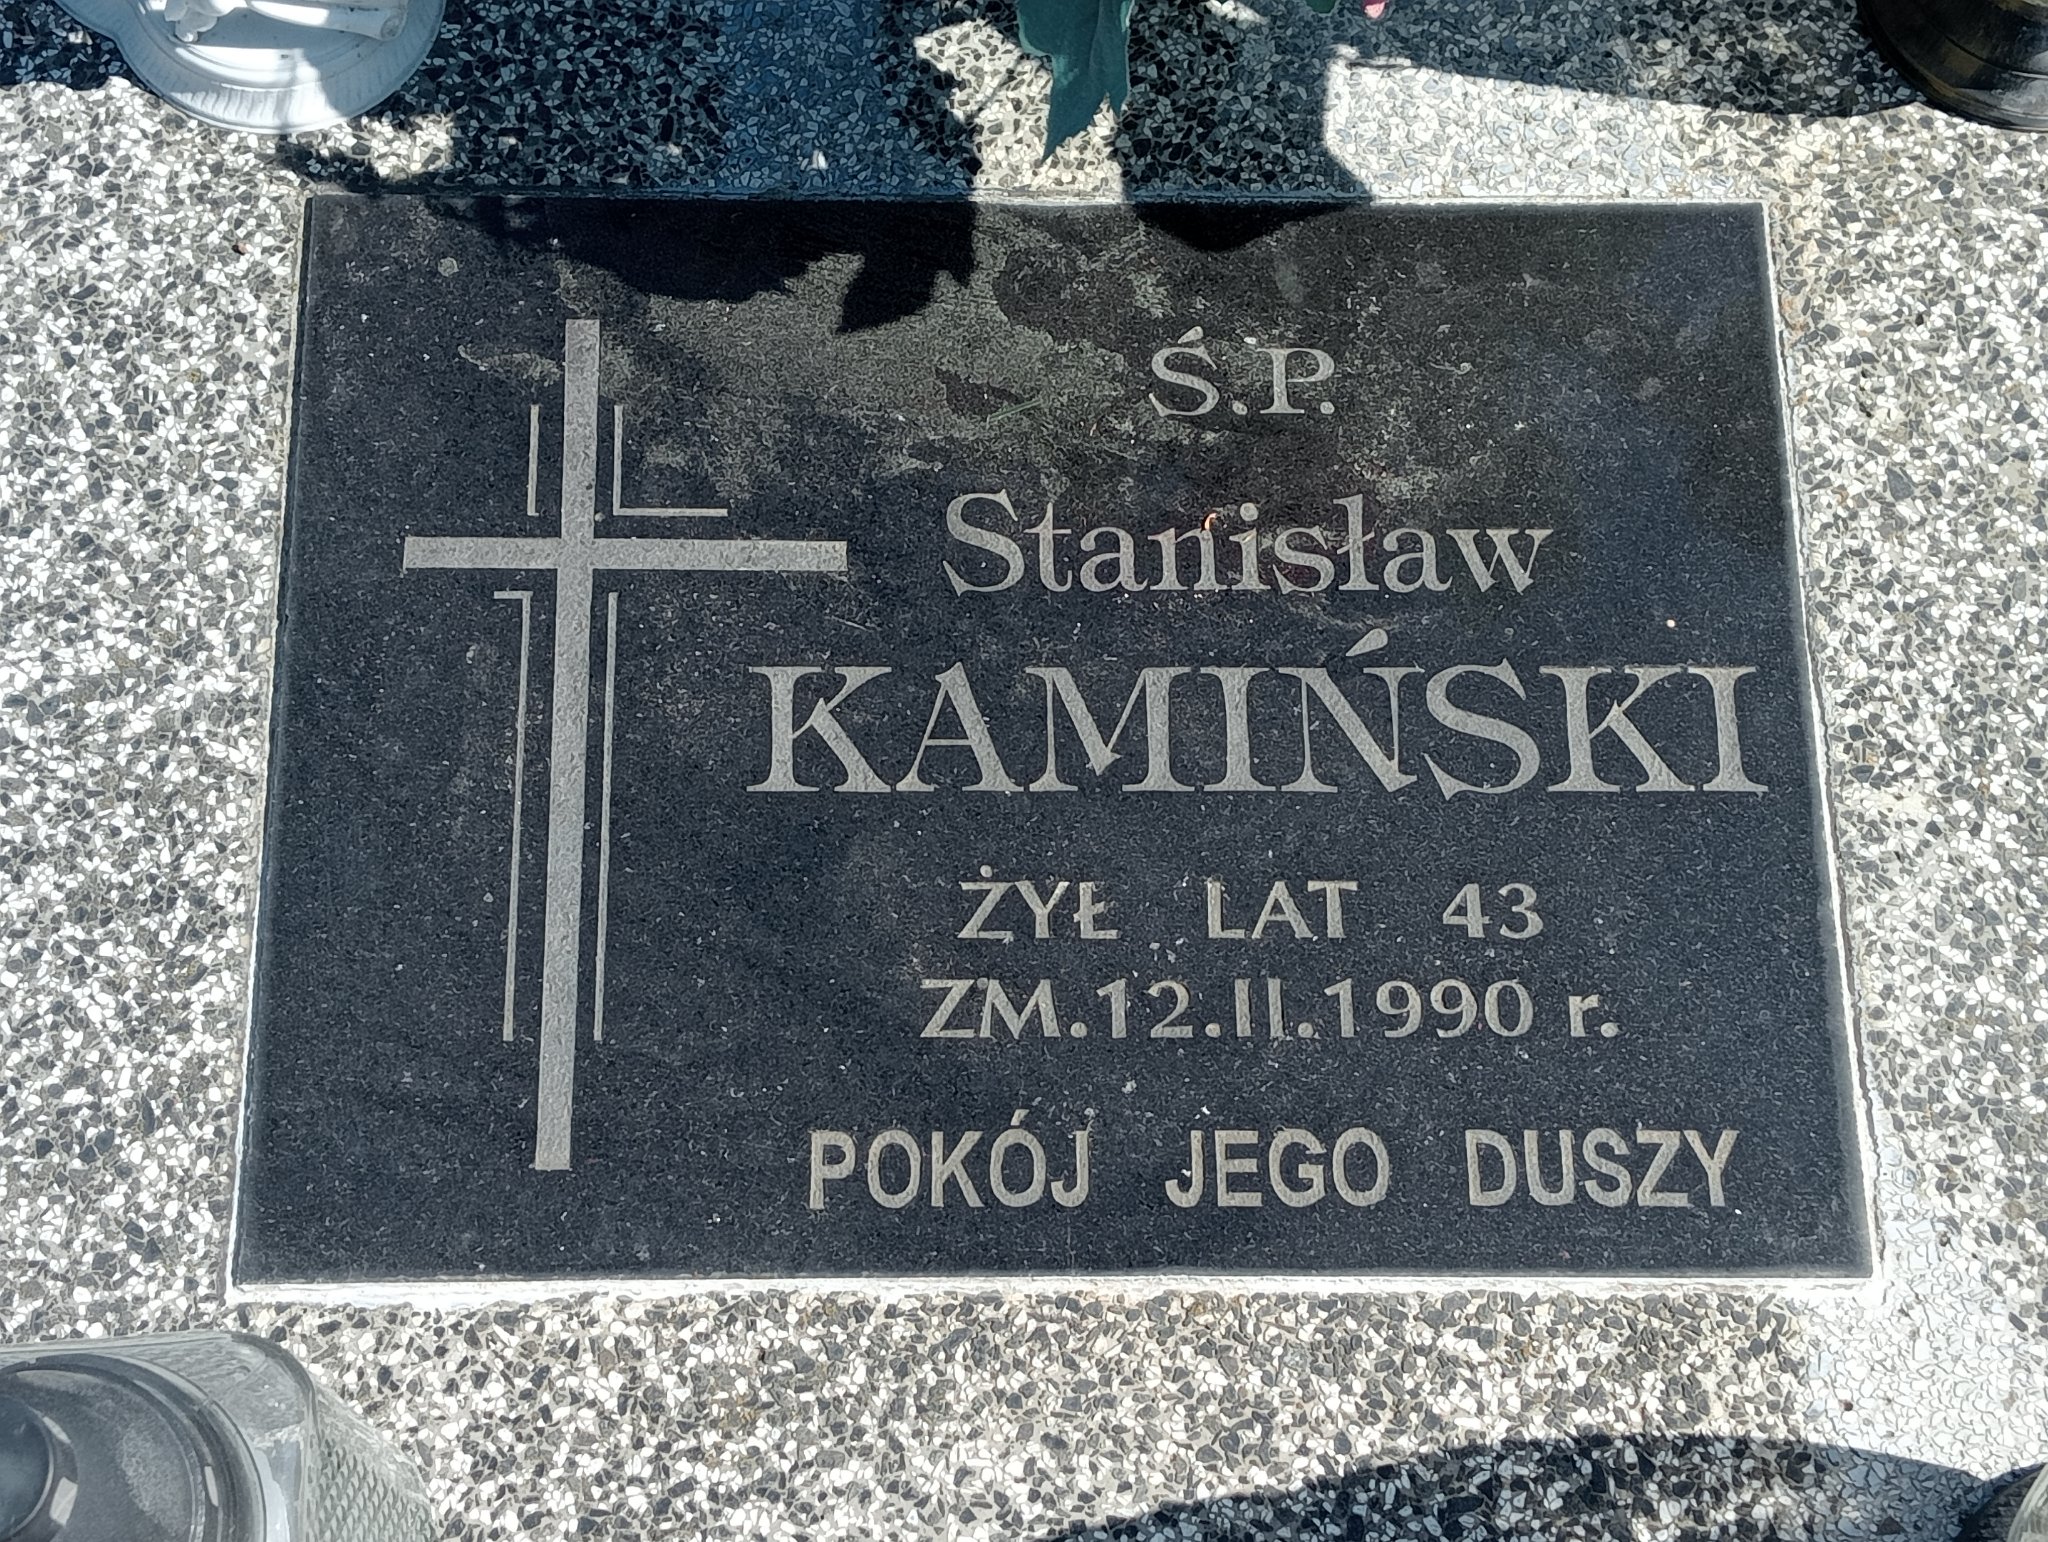 Ś.P.
Stanisław
KAMIŃSKI
ŻYŁ LAT 43
ZM.12.II.1990 r.
POKÓJ JEGO DUSZY